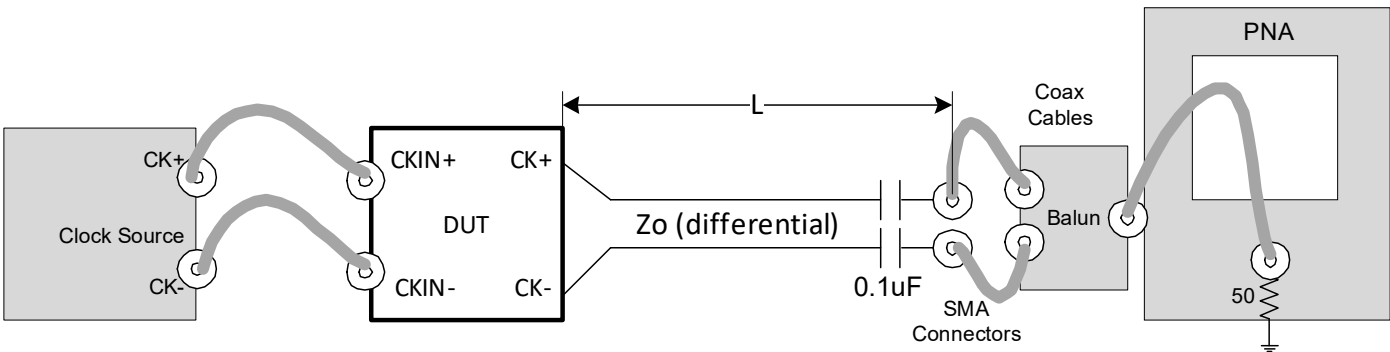 PNA
L
Coax
Cables
CK+
CKIN+
CK+
Clock Source
DUT
Zo (differential)
Balun
CK-
CKIN-
CK-
0.1uF
50
SMA
Connectors